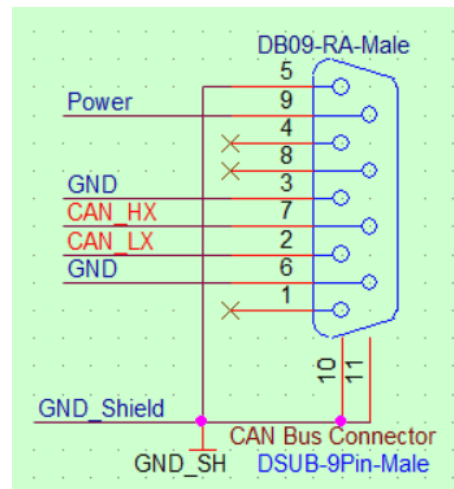 DB09-RA-Male
5
Power 9
4
8
GND 3
CAN_HX 7
CAN_LX 2
GND 6
1
10 11
GND_Shield
CAN Bus Connector
GND_SH DSUB-9Pin-Male